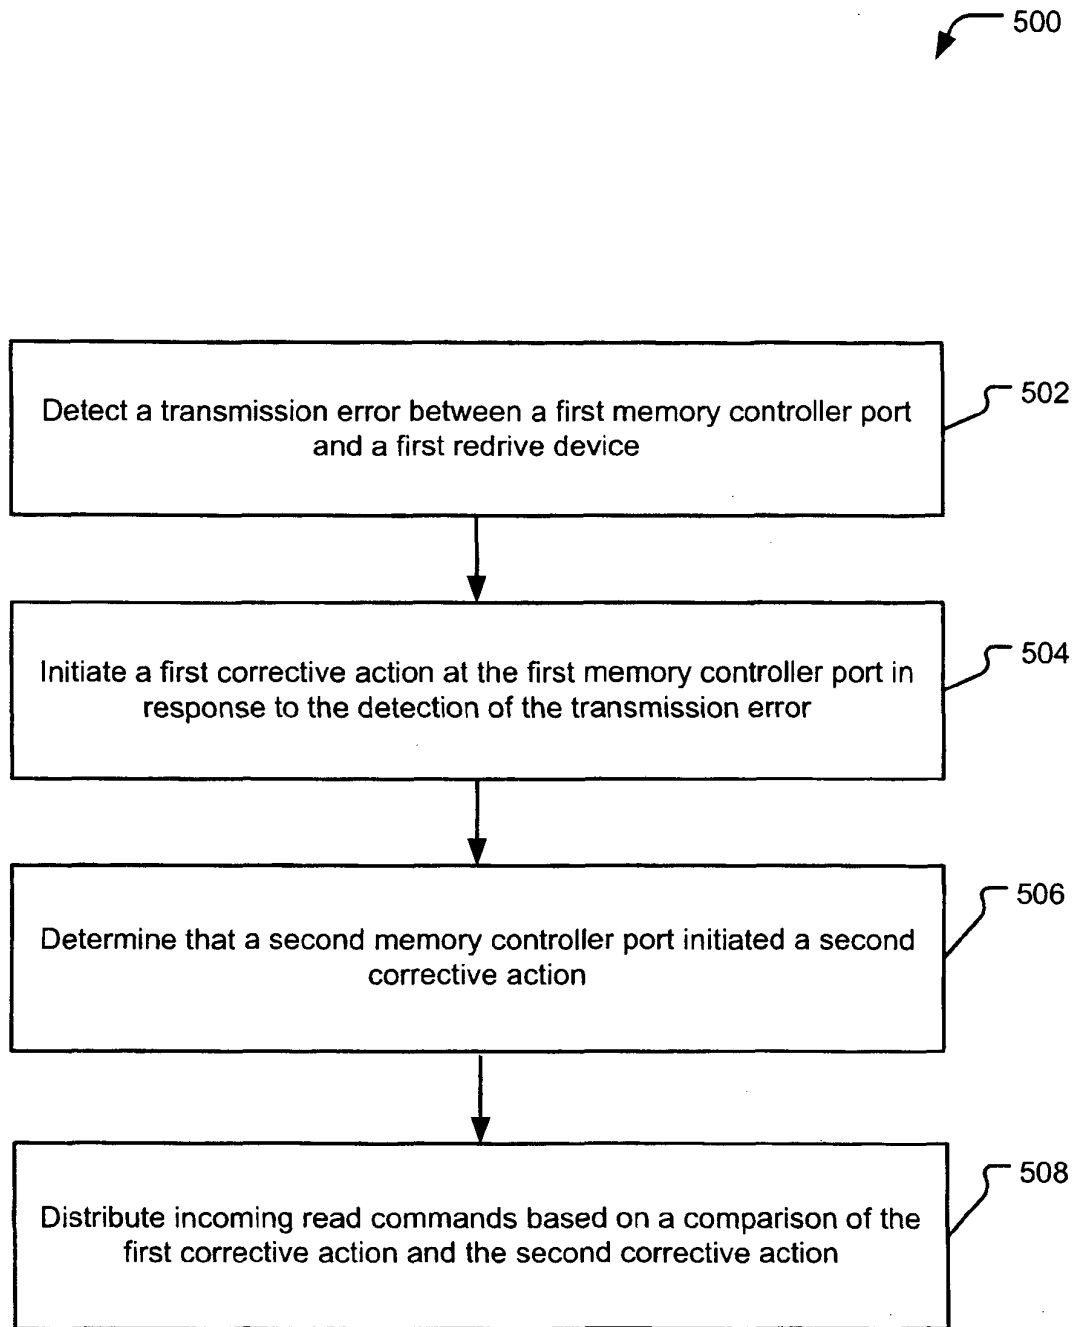 500
Detect a transmission error between a first memory controller port
and a first redrive device
502
Initiate a first corrective action at the first memory controller port in
response to the detection of the transmission error
504
Determine that a second memory controller port initiated a second
corrective action
506
Distribute incoming read commands based on a comparison of the
first corrective action and the second corrective action
508